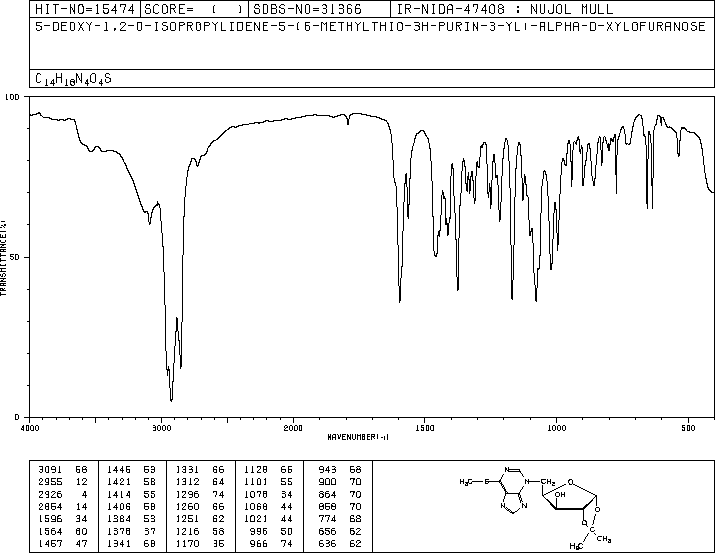 HIT-NO=15474 SCORE= ( ) SDBS-NO=31366 IR-NIDA-47408 : NUJOL MULL
5-DEOXY-1,2-O-ISOPROPYLIDENE-5-(6-METHYLTHIO-3H-PURIN-3-YL)-ALPHA-D-XYLOFURANOSE
C14H18N4O4S
100
50
0
TRANSMITTANCE(%)
4000 3000 2000 1500 1000 500
WAVENUMBER(-1)
3091 58 1446 53 1331 66 1128 66 943 68
2955 12 1421 58 1312 64 1101 55 900 70
2926 4 1414 55 1296 74 1078 34 864 70
2854 14 1406 58 1260 66 1068 44 858 70
1596 34 1384 53 1251 62 1021 44 774 68
1564 60 1378 37 1216 58 996 50 656 62
1457 47 1341 68 1170 35 966 74 636 62
H3C S N N N N CH2 O OH O O C CH3 CH3